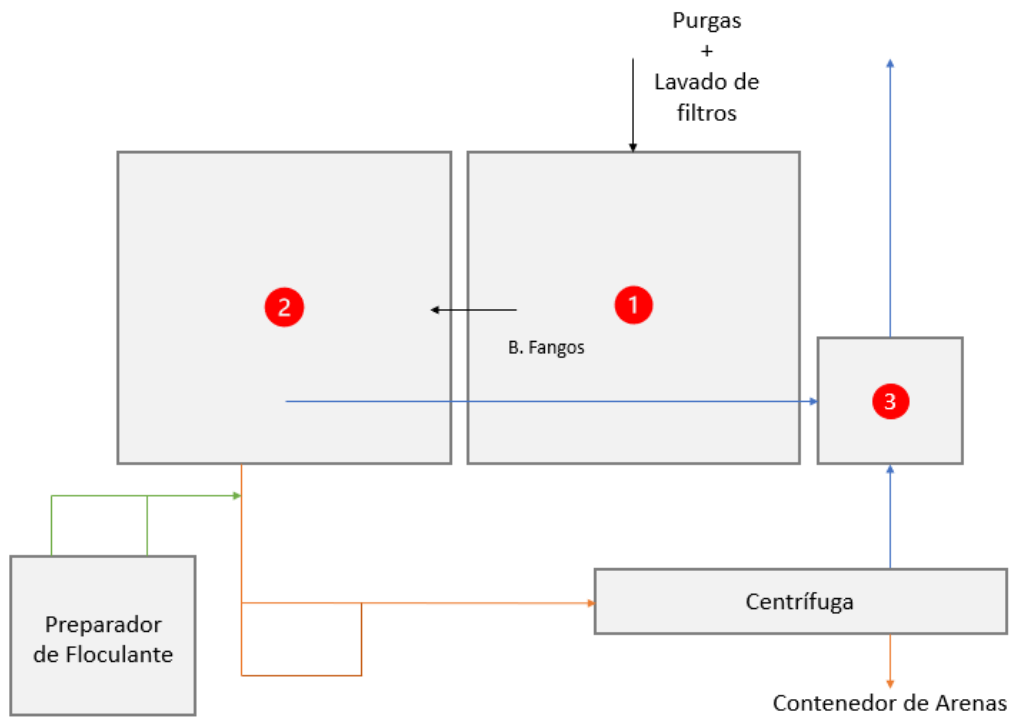 Purgas
+
Lavado de
filtros
2
1
B. Fangos
3
Preparador
de Floculante
Centrífuga
Contenedor de Arenas